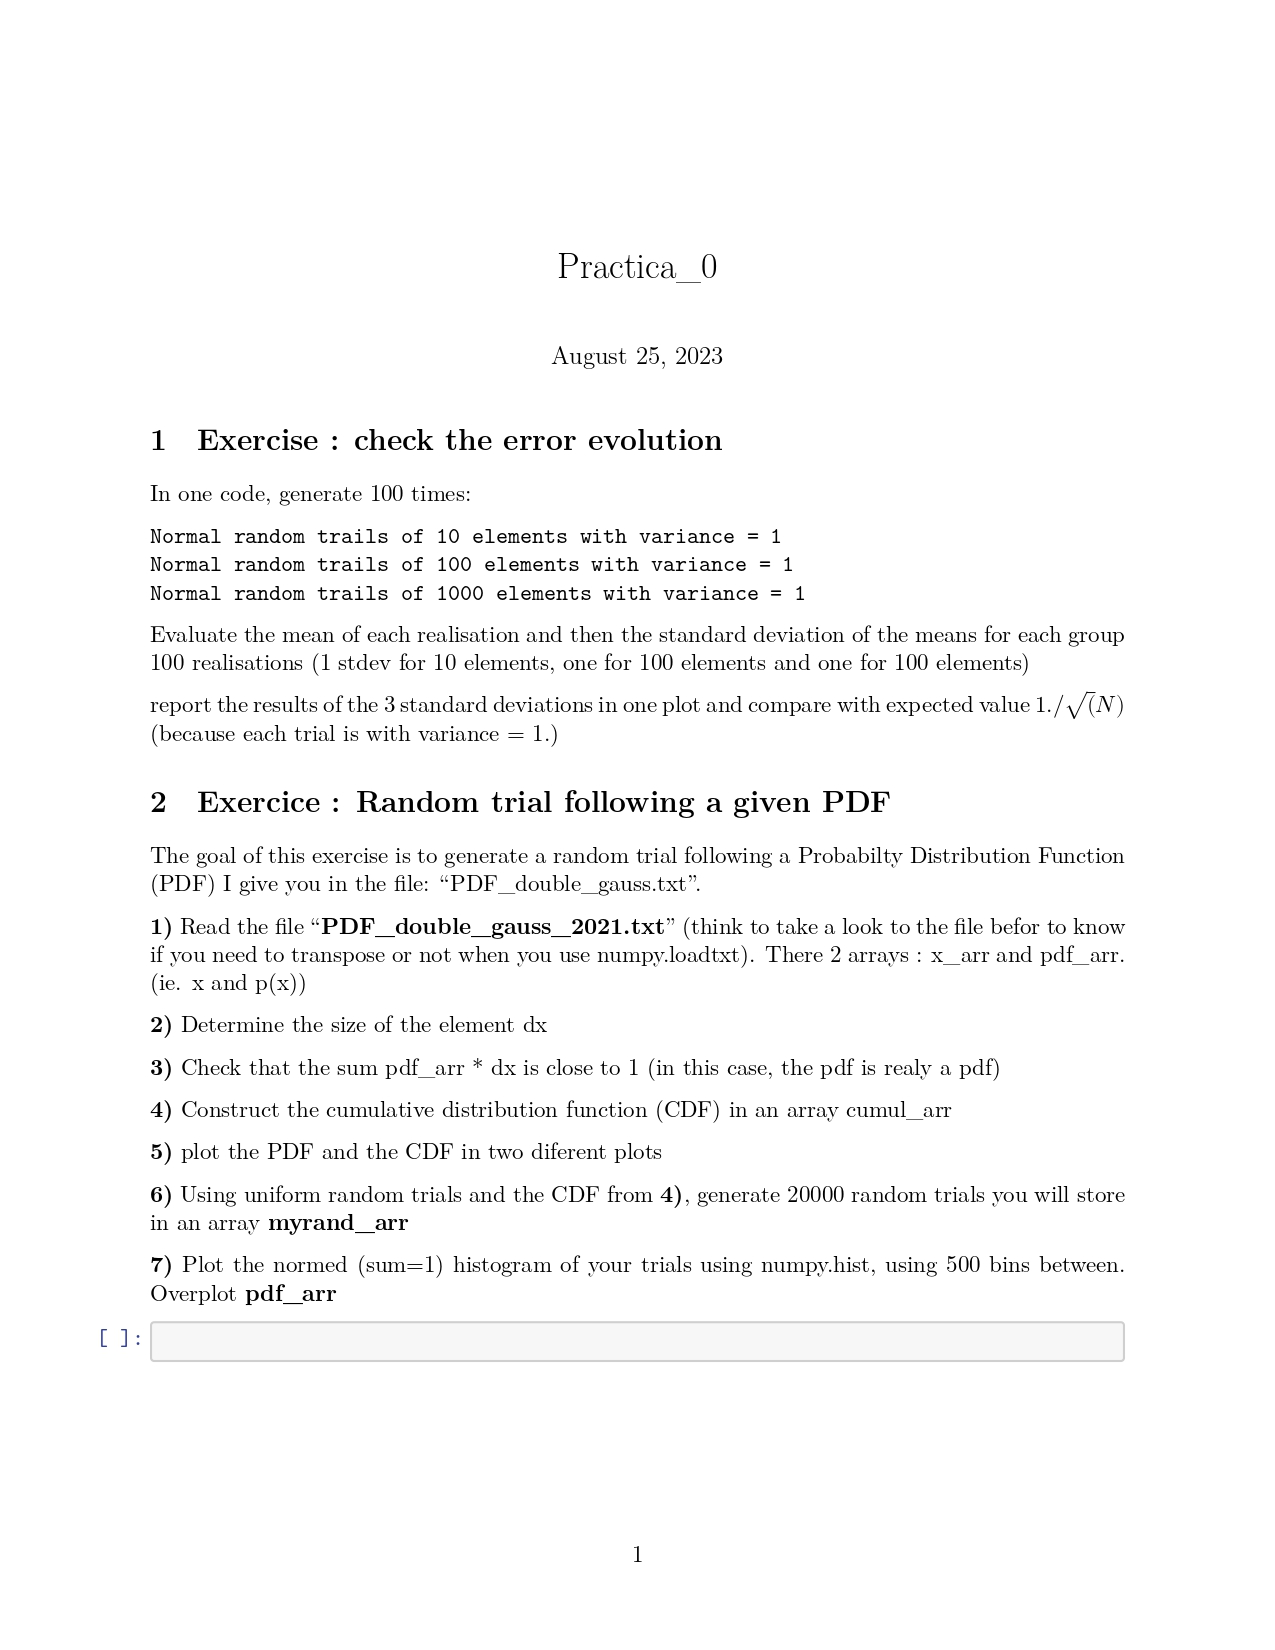 Practica_0
August 25, 2023
1 Exercise : check the error evolution
In one code, generate 100 times:
Normal random trails of 10 elements with variance = 1
Normal random trails of 100 elements with variance = 1
Normal random trails of 1000 elements with variance = 1
Evaluate the mean of each realisation and then the standard deviation of the means for each group
100 realisations (1 stdev for 10 elements, one for 100 elements and one for 100 elements)
report the results of the 3 standard deviations in one plot and compare with expected value 1./√(N)
(because each trial is with variance = 1.)
2 Exercice : Random trial following a given PDF
The goal of this exercise is to generate a random trial following a Probabilty Distribution Function
(PDF) I give you in the file: “PDF_double_gauss.txt”.
1) Read the file “PDF_double_gauss_2021.txt” (think to take a look to the file befor to know
if you need to transpose or not when you use numpy.loadtxt). There 2 arrays : x_arr and pdf_arr.
(ie. x and p(x))
2) Determine the size of the element dx
3) Check that the sum pdf_arr * dx is close to 1 (in this case, the pdf is realy a pdf)
4) Construct the cumulative distribution function (CDF) in an array cumul_arr
5) plot the PDF and the CDF in two diferent plots
6) Using uniform random trials and the CDF from 4), generate 20000 random trials you will store
in an array myrand_arr
7) Plot the normed (sum=1) histogram of your trials using numpy.hist, using 500 bins between.
Overplot pdf_arr
[ ]:
1